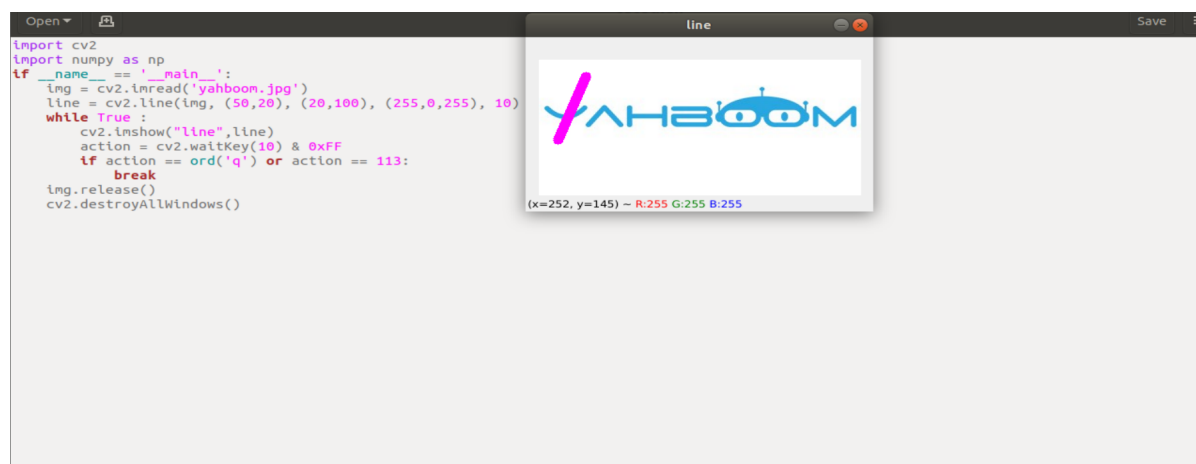 Open
Save
import cv2
import numpy as np
if __name__ == '__main__':
    img = cv2.imread('yahboom.jpg')
    line = cv2.line(img, (50,20), (20,100), (255,0,255), 10)
    while True :
        cv2.imshow("line",line)
        action = cv2.waitKey(10) & 0xFF
        if action == ord('q') or action == 113:
            break
    img.release()
    cv2.destroyAllWindows()
line
YAHBOOM
(x=252, y=145) ~ R:255 G:255 B:255